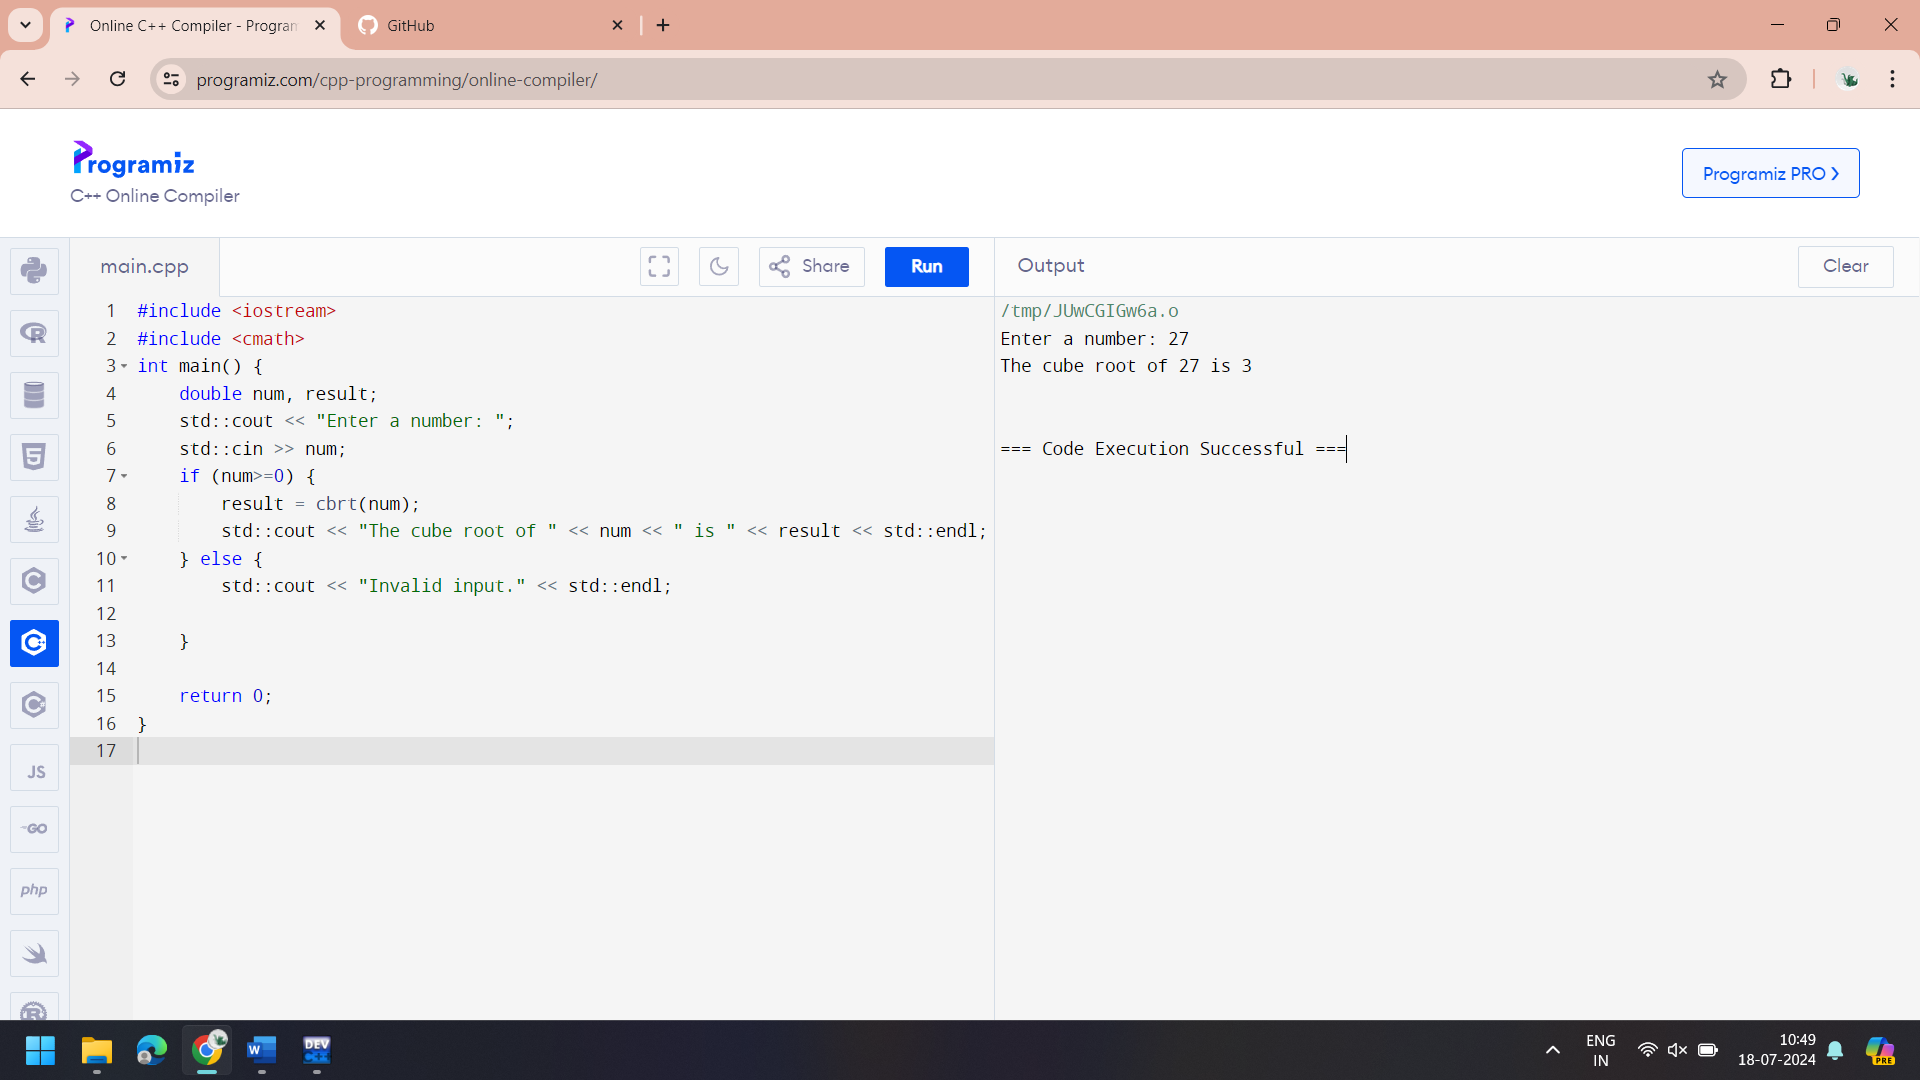 Online C++ Compiler - Program
GitHub
programiz.com/cpp-programming/online-compiler/
Programiz
C++ Online Compiler
Programiz PRO ❯
main.cpp
Share
Run
Output
Clear
1 #include <iostream>
2 #include <cmath>
3 int main() {
4 double num, result;
5 std::cout << "Enter a number: ";
6 std::cin >> num;
7 if (num>=0) {
8 result = cbrt(num);
9 std::cout << "The cube root of " << num << " is " << result << std::endl;
10 } else {
11 std::cout << "Invalid input." << std::endl;
12
13 }
14
15 return 0;
16 }
17
/tmp/JUwCGIGw6a.o
Enter a number: 27
The cube root of 27 is 3
=== Code Execution Successful ===
R
5
C
C+
C#
JS
GO
php
R
W
DEV
C++
ENG
IN
10:49
18-07-2024
PRE